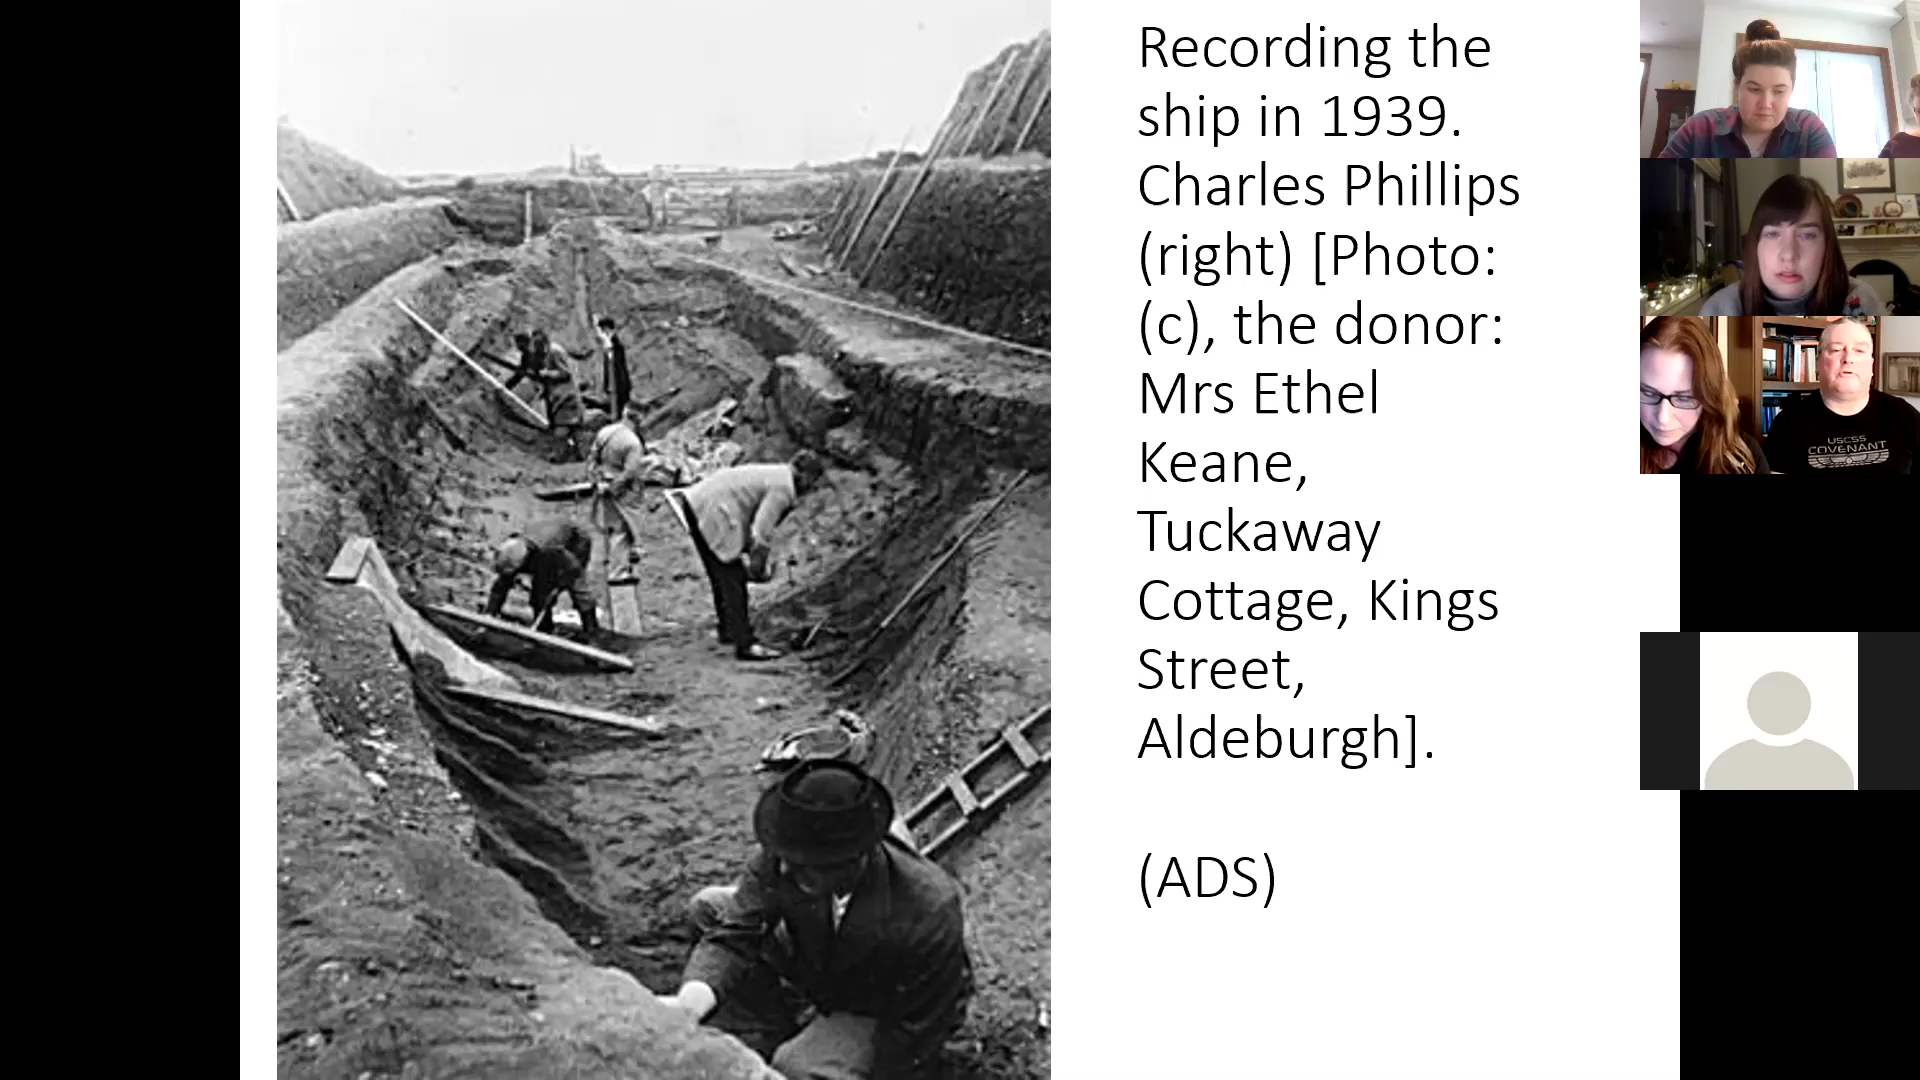 Recording the
ship in 1939.
Charles Phillips
(right) [Photo:
(c), the donor:
Mrs Ethel
Keane,
Tuckaway
Cottage, Kings
Street,
Aldeburgh].
(ADS)
USCSS
COVENANT